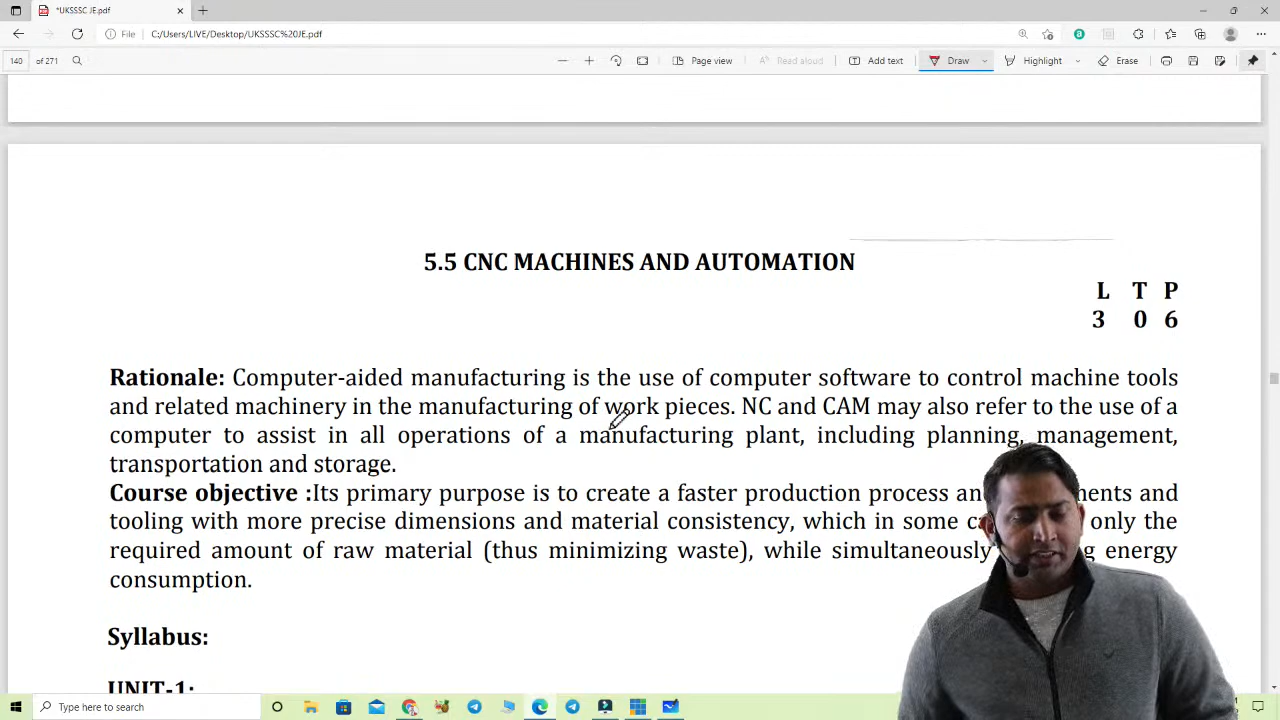 *UKSSSC JE.pdf
File C:/Users/LIVE/Desktop/UKSSSC%20JE.pdf
140 of 271 Page view Read aloud Add text Draw Highlight Erase
5.5 CNC MACHINES AND AUTOMATION
L T P
3 0 6
Rationale: Computer-aided manufacturing is the use of computer software to control machine tools
and related machinery in the manufacturing of work pieces. NC and CAM may also refer to the use of a
computer to assist in all operations of a manufacturing plant, including planning, management,
transportation and storage.
Course objective :Its primary purpose is to create a faster production process and
tooling with more precise dimensions and material consistency, which in some only the
required amount of raw material (thus minimizing waste), while simultaneously energy
consumption.
Syllabus:
UNIT-1:
Type here to search